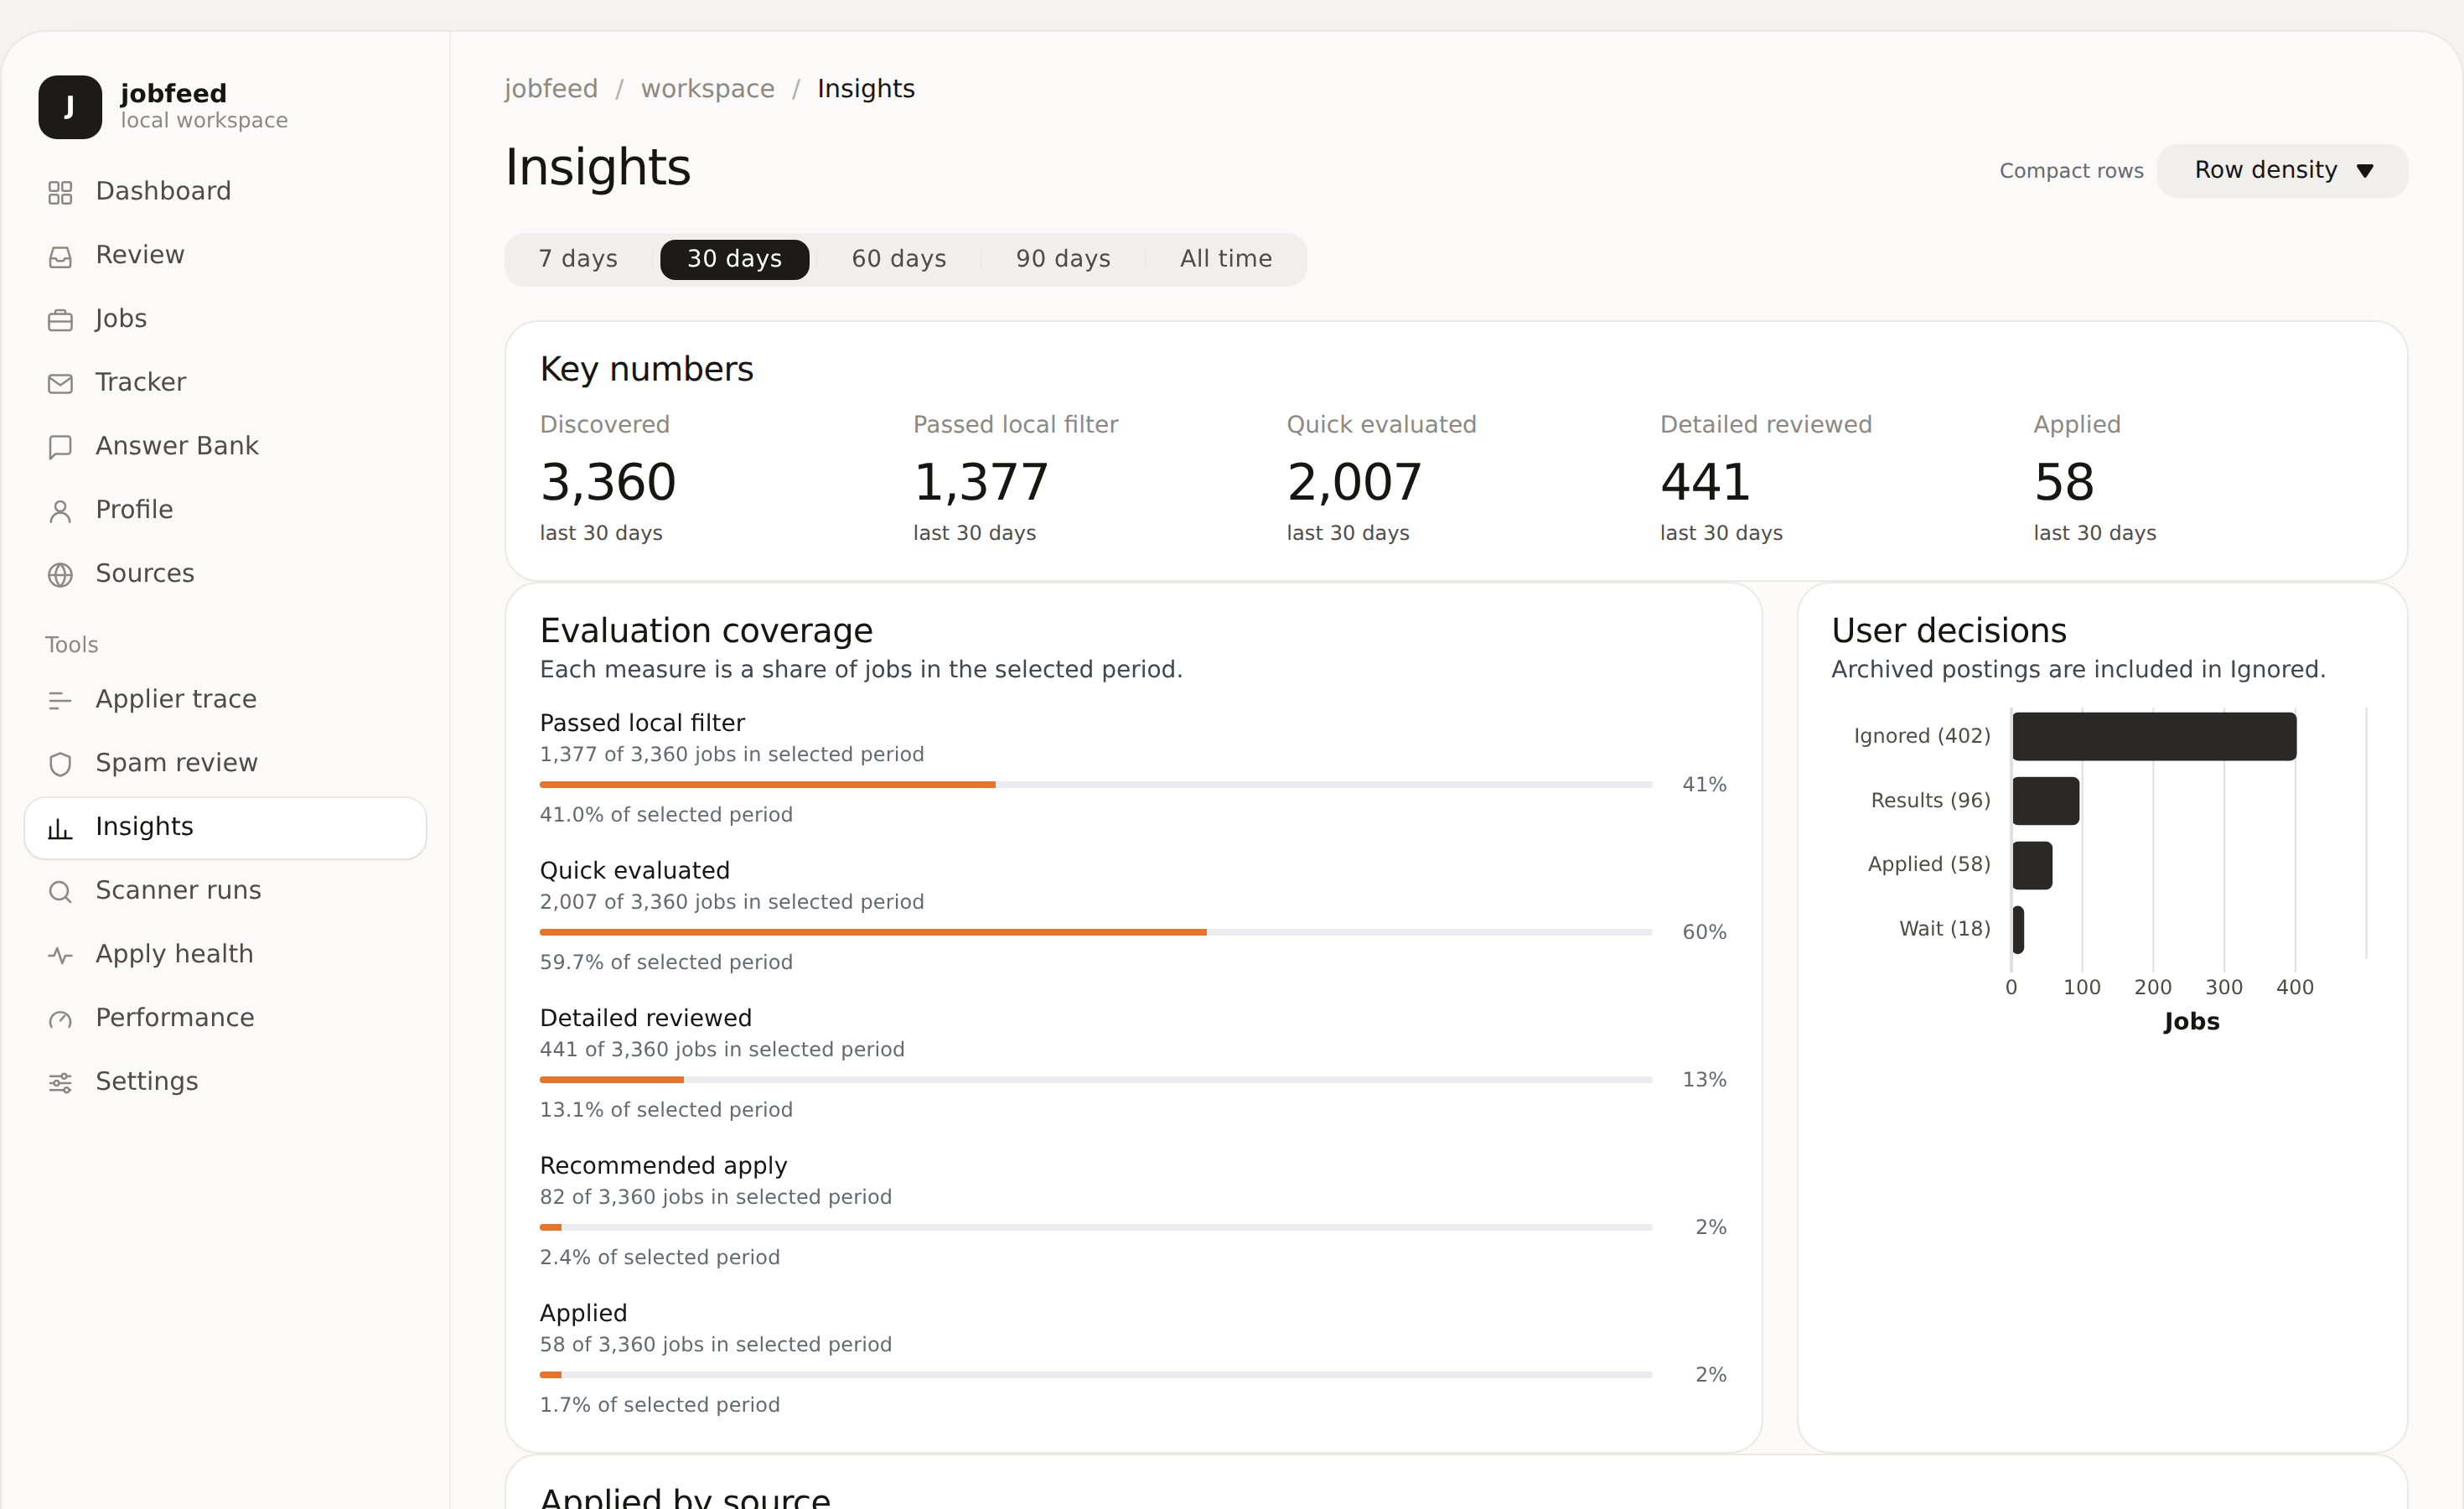 J
jobfeed
local workspace
Dashboard
Review
Jobs
Tracker
Answer Bank
Profile
Sources
Tools
Applier trace
Spam review
Insights
Scanner runs
Apply health
Performance
Settings
jobfeed / workspace / Insights
Insights
Compact rows Row density
7 days 30 days 60 days 90 days All time
Key numbers
Discovered Passed local filter Quick evaluated Detailed reviewed Applied
3,360 1,377 2,007 441 58
last 30 days last 30 days last 30 days last 30 days last 30 days
Evaluation coverage
Each measure is a share of jobs in the selected period.
Passed local filter
1,377 of 3,360 jobs in selected period
41%
41.0% of selected period
Quick evaluated
2,007 of 3,360 jobs in selected period
60%
59.7% of selected period
Detailed reviewed
441 of 3,360 jobs in selected period
13%
13.1% of selected period
Recommended apply
82 of 3,360 jobs in selected period
2%
2.4% of selected period
Applied
58 of 3,360 jobs in selected period
2%
1.7% of selected period
User decisions
Archived postings are included in Ignored.
Ignored (402)
Results (96)
Applied (58)
Wait (18)
0 100 200 300 400
Jobs
Applied by source